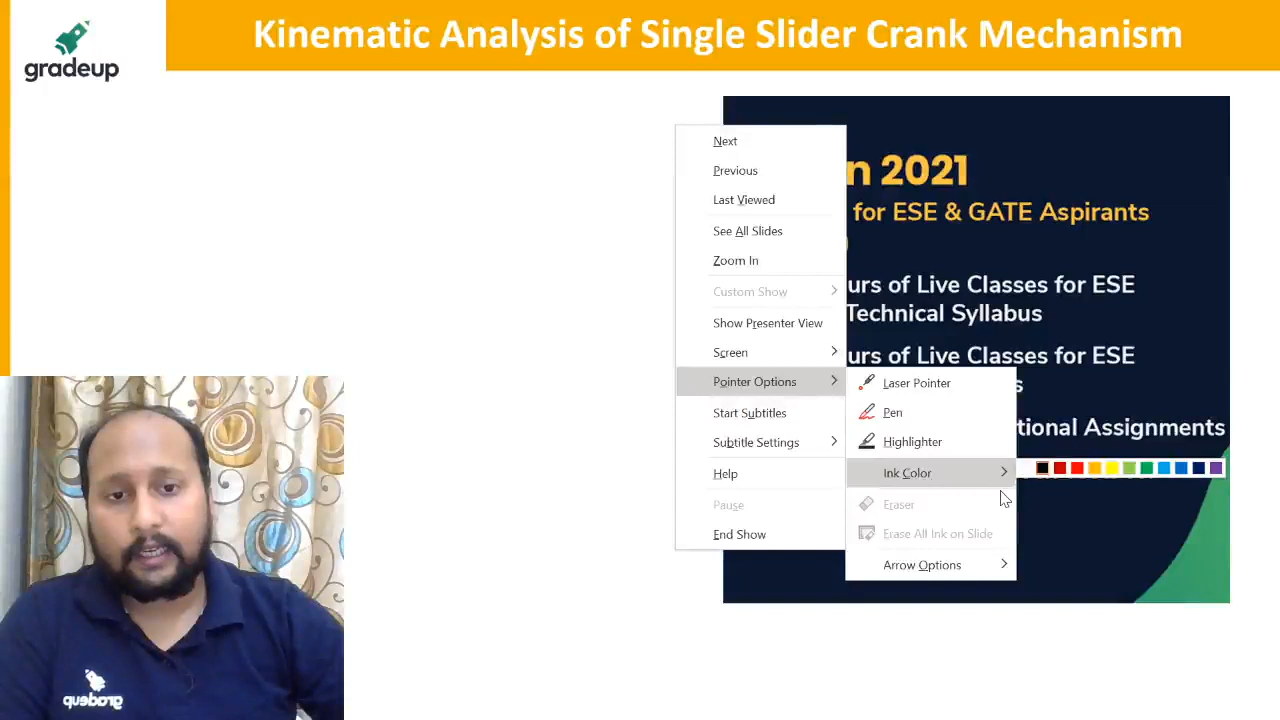 Kinematic Analysis of Single Slider Crank Mechanism
gradeup
Next
Previous
Last Viewed
See All Slides
Zoom In
Custom Show
Show Presenter View
Screen
Pointer Options
Start Subtitles
Subtitle Settings
Help
Pause
End Show
Laser Pointer
Pen
Highlighter
Ink Color
Eraser
Erase All Ink on Slide
Arrow Options
n 2021
for ESE & GATE Aspirants
urs of Live Classes for ESE
Technical Syllabus
urs of Live Classes for ESE
s
tional Assignments
gradeup